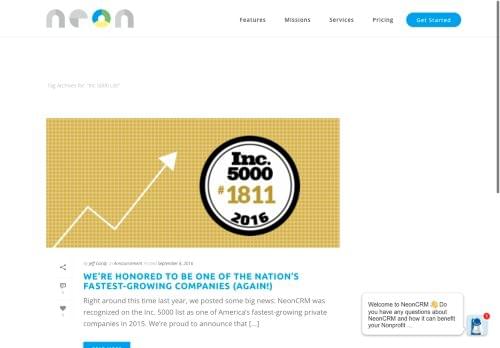 neon
Features Missions Services Pricing Get Started
Tag Archives for: "Inc 5000 List"
Inc.
5000
#1811
2016
By Jeff Gordy In Announcement Posted September 6, 2016
WE'RE HONORED TO BE ONE OF THE NATION'S
FASTEST-GROWING COMPANIES (AGAIN!)
Right around this time last year, we posted some big news: NeonCRM was
recognized on the Inc. 5000 list as one of America's fastest-growing private
companies in 2015. We're proud to announce that [...]
Welcome to NeonCRM 👋 Do
you have any questions about
NeonCRM and how it can benefit
your Nonprofit ...
1